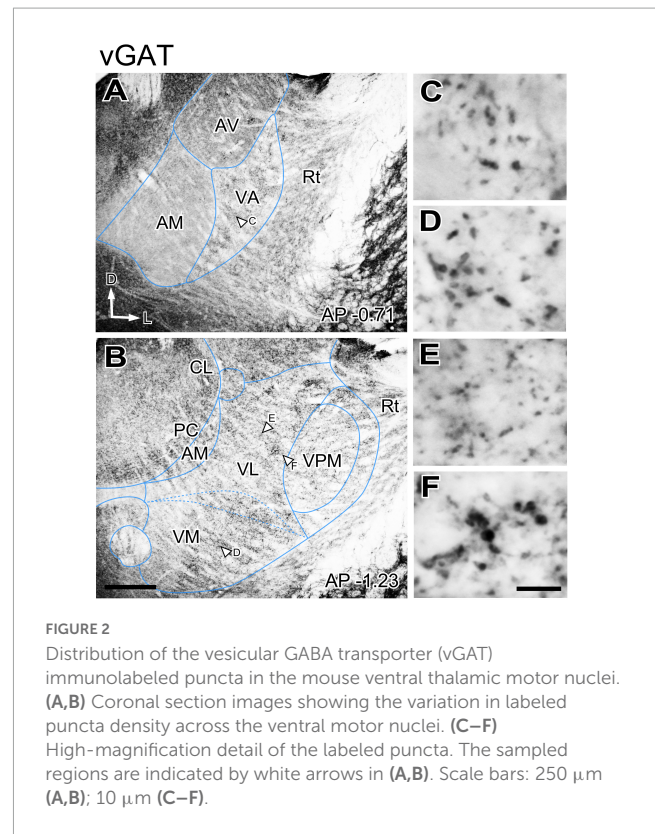 vGAT
A
AV
VA
Rt
C
AM
D
L
AP -0.71
B
CL
E
Rt
PC
AM
F
VPM
VL
VM
D
AP -1.23
C
D
E
F
FIGURE 2
Distribution of the vesicular GABA transporter (vGAT)
immunolabeled puncta in the mouse ventral thalamic motor nuclei.
(A,B) Coronal section images showing the variation in labeled
puncta density across the ventral motor nuclei. (C–F)
High-magnification detail of the labeled puncta. The sampled
regions are indicated by white arrows in (A,B). Scale bars: 250 μm
(A,B); 10 μm (C–F).